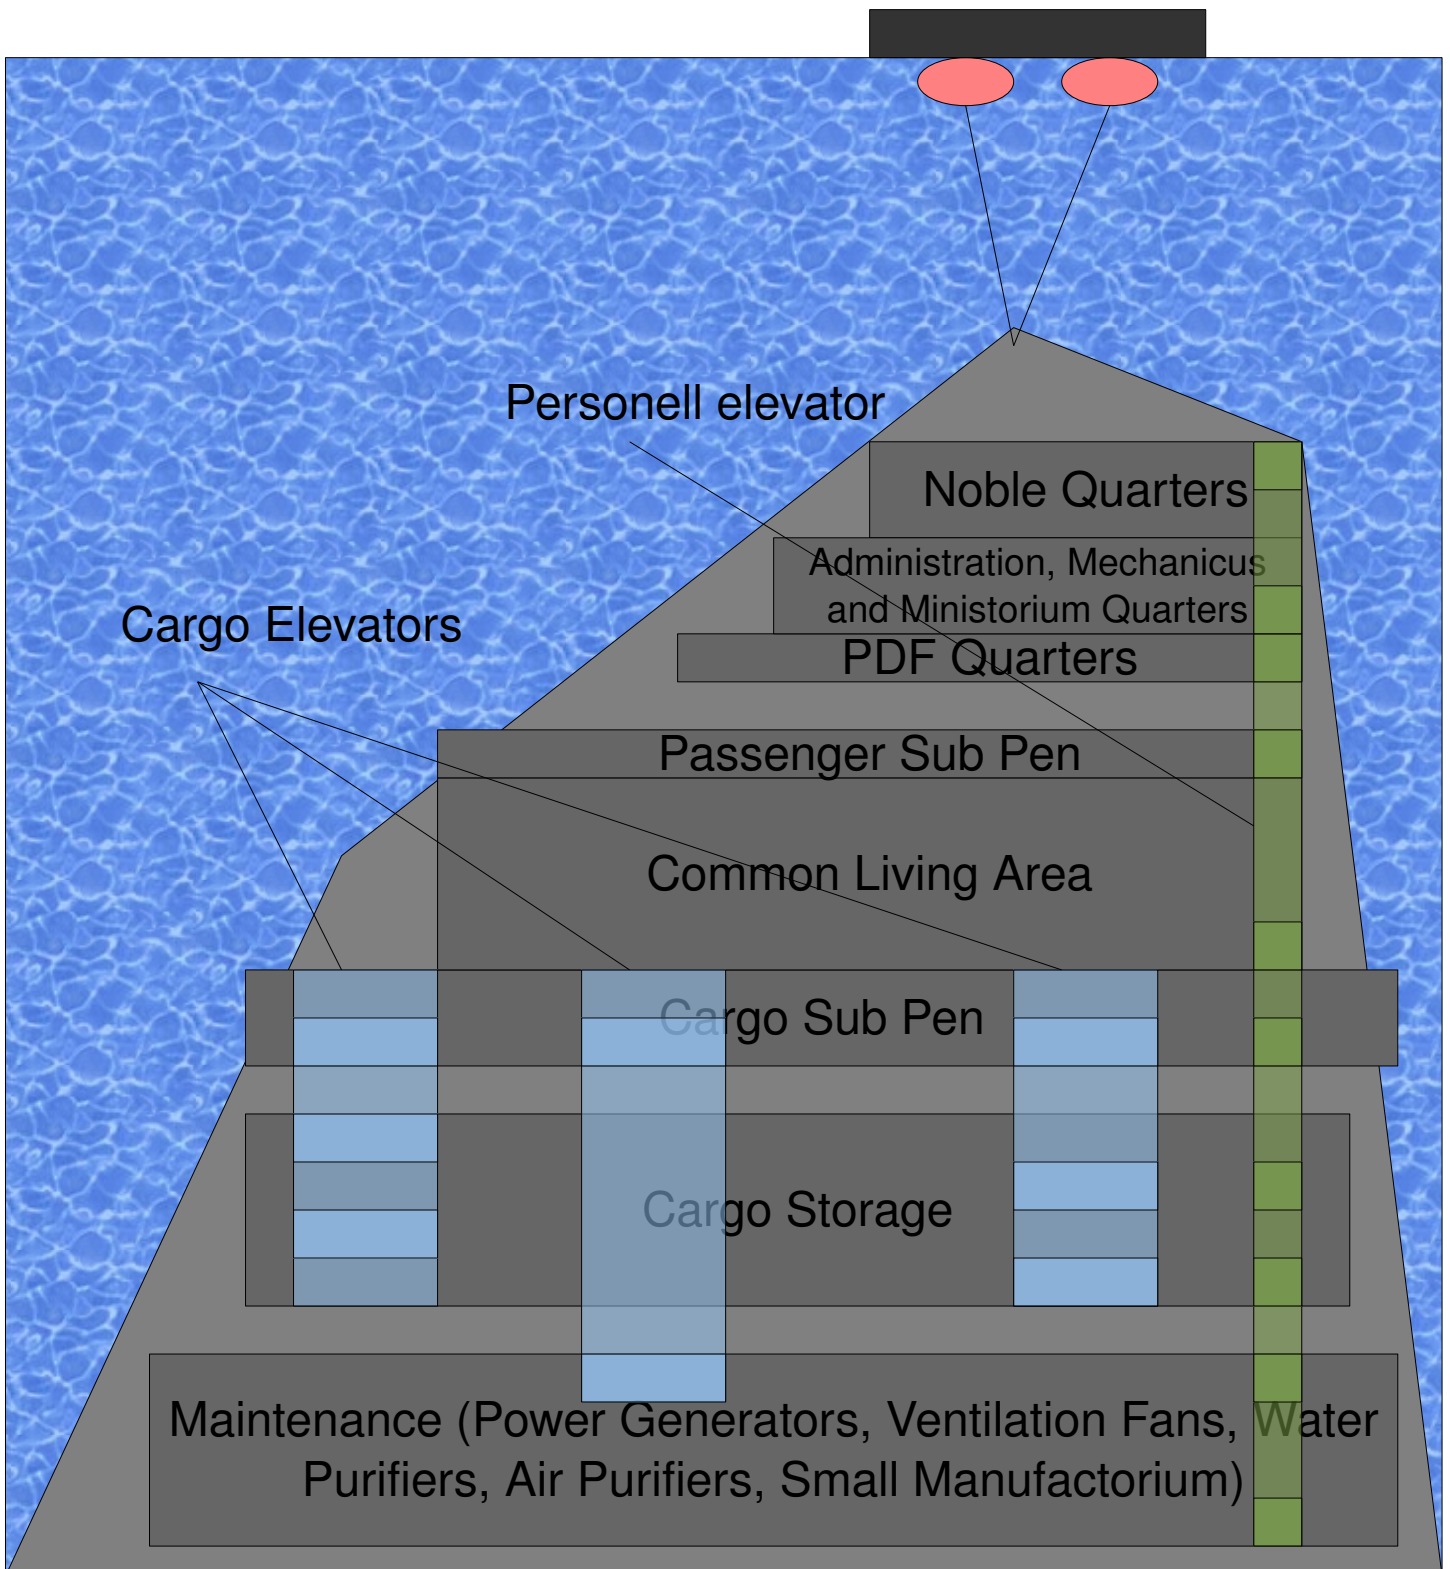 Personell elevator
Noble Quarters
Administration, Mechanicus
and Ministorium Quarters
Cargo Elevators
PDF Quarters
Passenger Sub Pen
Common Living Area
Cargo Sub Pen
Cargo Storage
Maintenance (Power Generators, Ventilation Fans, Water
Purifiers, Air Purifiers, Small Manufactorium)